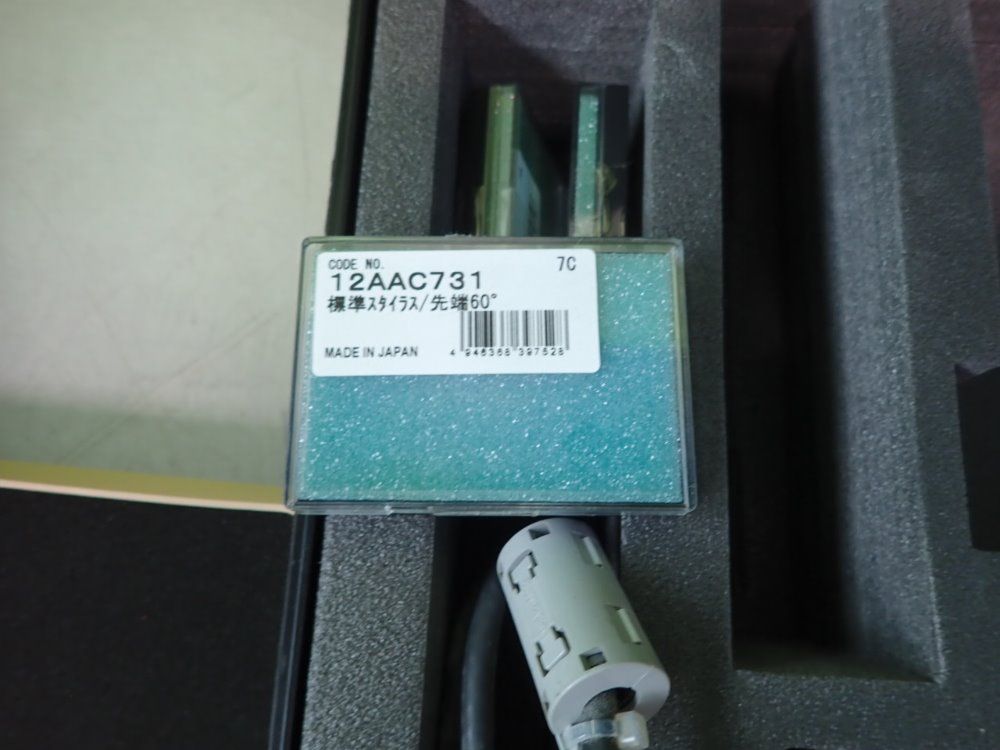 CODE NO.
7C
12AAC731
標準ｽﾀｲﾗｽ/先端60°
MADE IN JAPAN
4 946368 397628